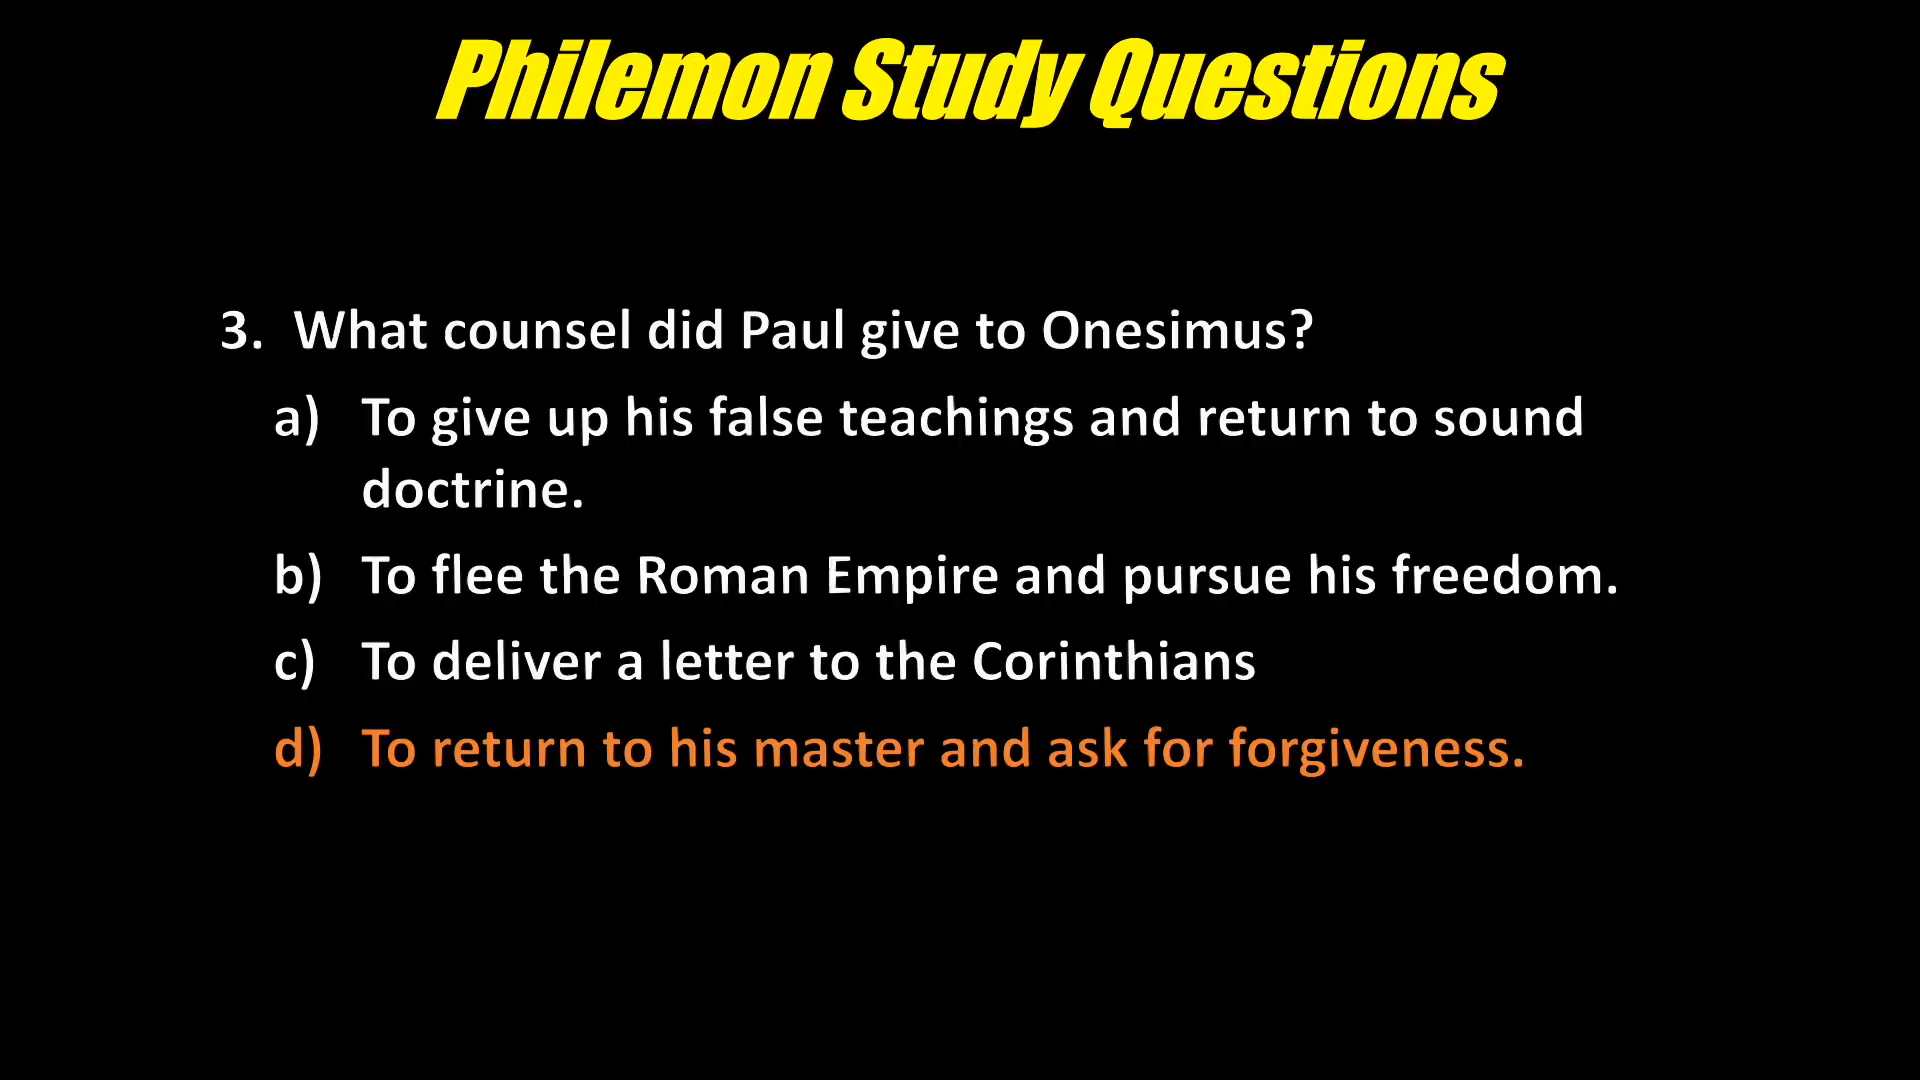 Philemon Study Questions
3. What counsel did Paul give to Onesimus?
a) To give up his false teachings and return to sound
doctrine.
b) To flee the Roman Empire and pursue his freedom.
c) To deliver a letter to the Corinthians
d) To return to his master and ask for forgiveness.